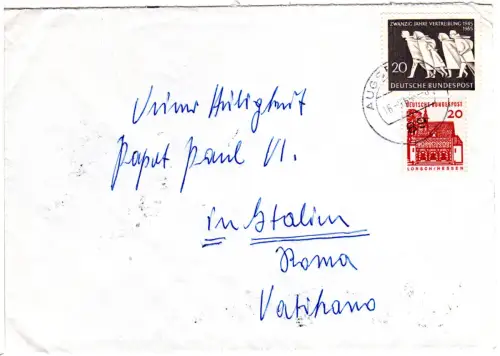 ZWANZIG JAHRE VERTREIBUNG 1945 1965
20
DEUTSCHE BUNDESPOST
DEUTSCHE BUNDESPOST
20
LORSCH/HESSEN
Seiner Heiligkeit
Papst Paul VI.
in Italien
Roma
Vatikano